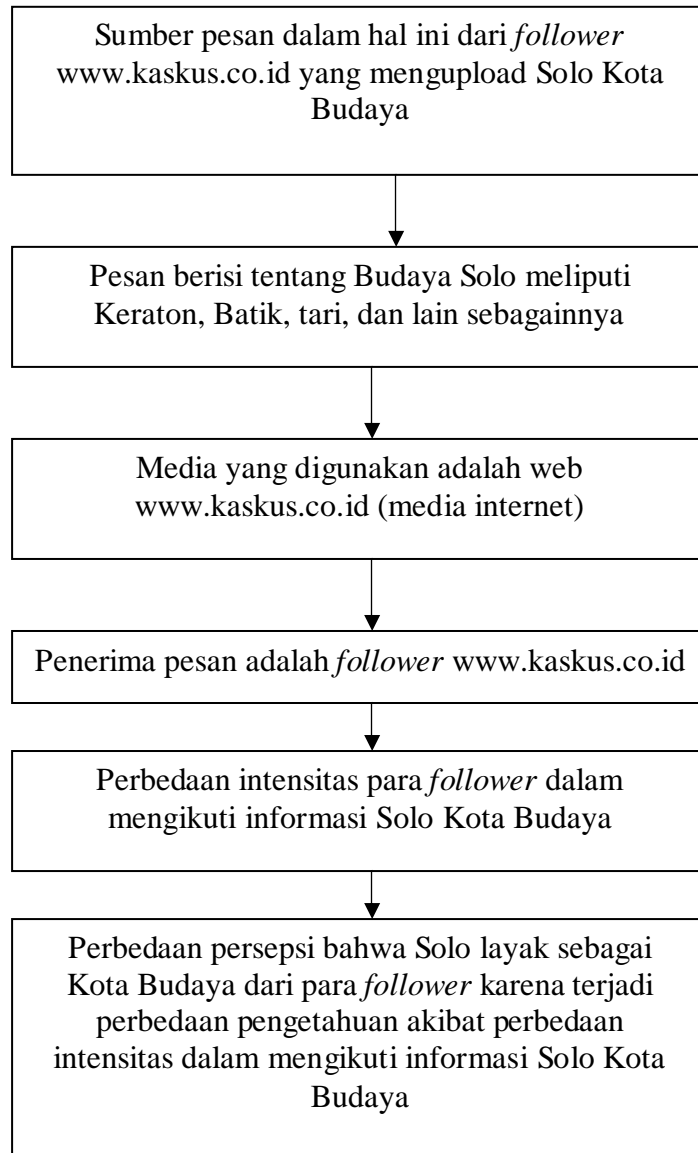 Sumber pesan dalam hal ini dari follower
www.kaskus.co.id yang mengupload Solo Kota
Budaya
Pesan berisi tentang Budaya Solo meliputi
Keraton, Batik, tari, dan lain sebagainnya
Media yang digunakan adalah web
www.kaskus.co.id (media internet)
Penerima pesan adalah follower www.kaskus.co.id
Perbedaan intensitas para follower dalam
mengikuti informasi Solo Kota Budaya
Perbedaan persepsi bahwa Solo layak sebagai
Kota Budaya dari para follower karena terjadi
perbedaan pengetahuan akibat perbedaan
intensitas dalam mengikuti informasi Solo Kota
Budaya